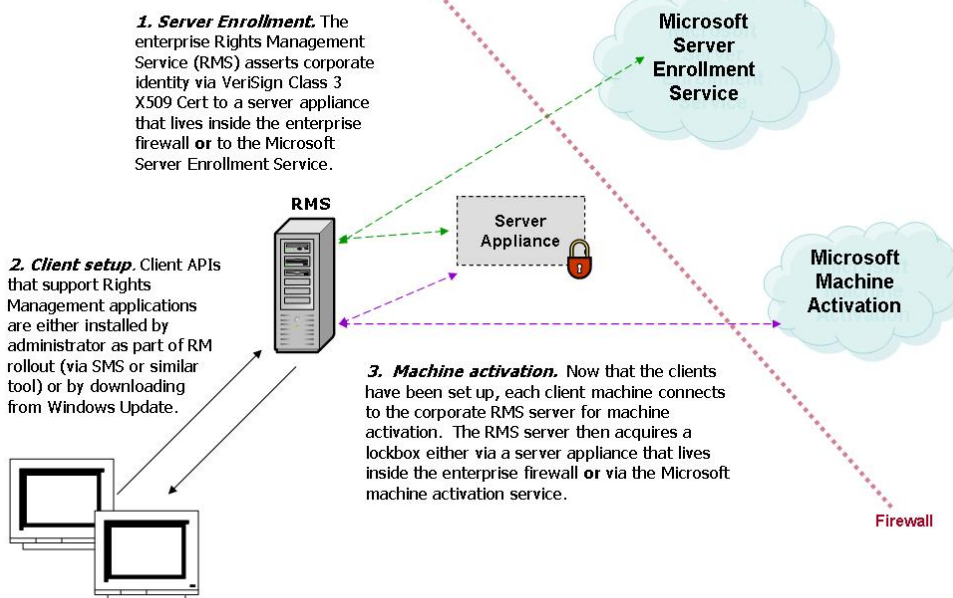 1. Server Enrollment. The
enterprise Rights Management
Service (RMS) asserts corporate
identity via VeriSign Class 3
X509 Cert to a server appliance
that lives inside the enterprise
firewall or to the Microsoft
Server Enrollment Service.
Microsoft
Server
Enrollment
Service
RMS
Server
Appliance
2. Client setup. Client APIs
that support Rights
Management applications
are either installed by
administrator as part of RM
rollout (via SMS or similar
tool) or by downloading
from Windows Update.
Microsoft
Machine
Activation
3. Machine activation. Now that the clients
have been set up, each client machine connects
to the corporate RMS server for machine
activation. The RMS server then acquires a
lockbox either via a server appliance that lives
inside the enterprise firewall or via the Microsoft
machine activation service.
Firewall